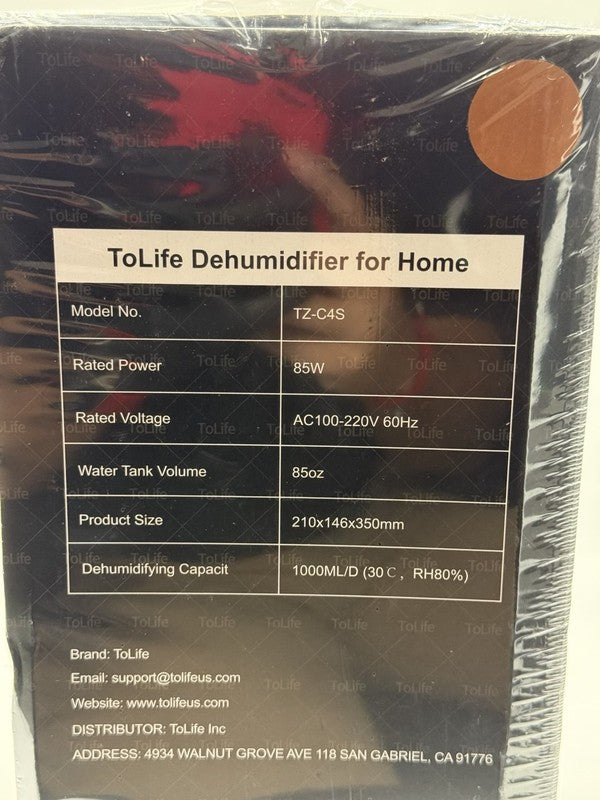 ToLife Dehumidifier for Home
Model No. TZ-C4S
Rated Power 85W
Rated Voltage AC100-220V 60Hz
Water Tank Volume 85oz
Product Size 210x146x350mm
Dehumidifying Capacit 1000ML/D (30℃, RH80%)
Brand: ToLife
Email: support@tolifeus.com
Website: www.tolifeus.com
DISTRIBUTOR: ToLife Inc
ADDRESS: 4934 WALNUT GROVE AVE 118 SAN GABRIEL, CA 91776